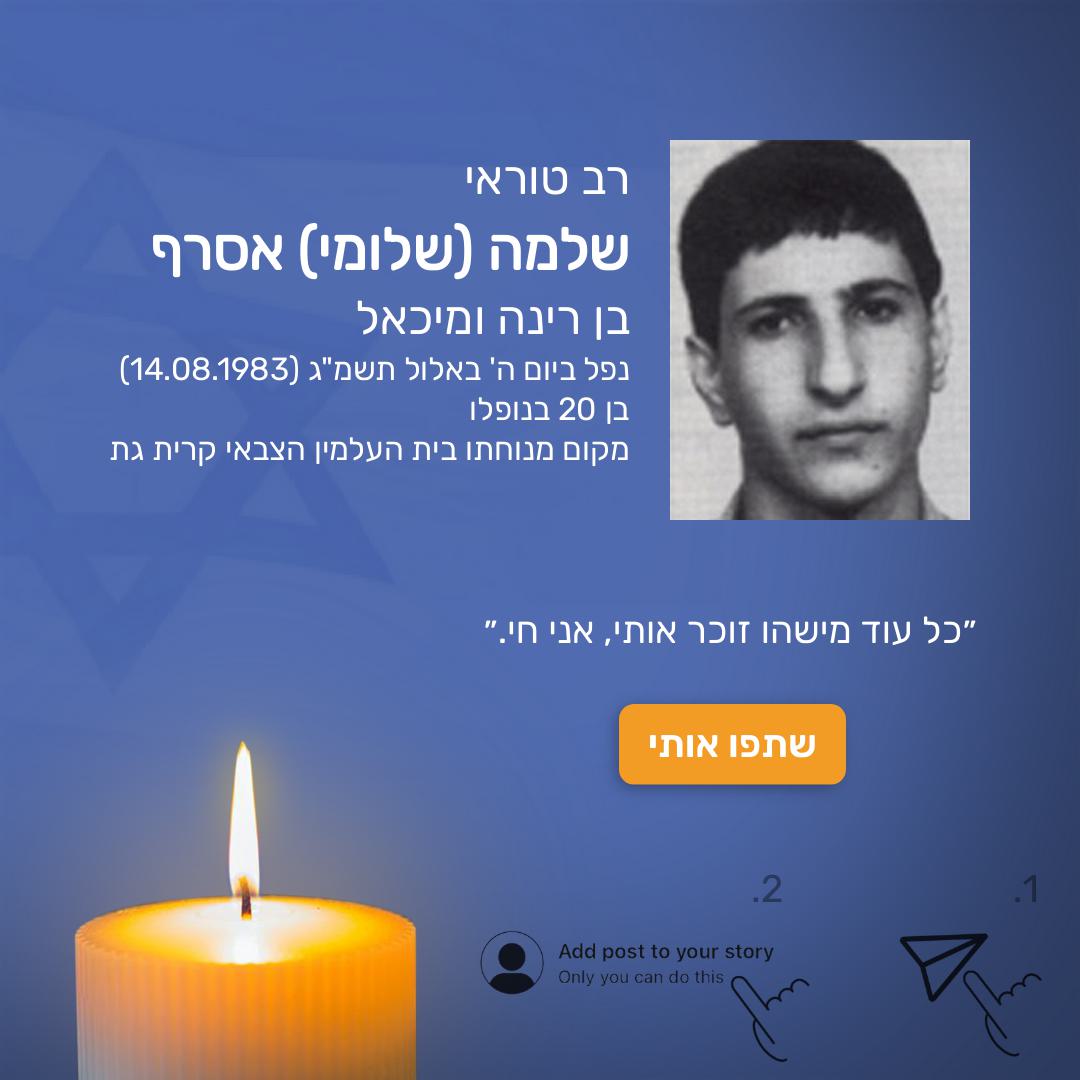 רב טוראי
שלמה (שלומי) אסרף
בן רינה ומיכאל
נפל ביום ה' באלול תשמ"ג (14.08.1983)
בן 20 בנופלו
מקום מנוחתו בית העלמין הצבאי קרית גת
״כל עוד מישהו זוכר אותי, אני חי.״
שתפו אותי
1.
2.
Add post to your story
Only you can do this